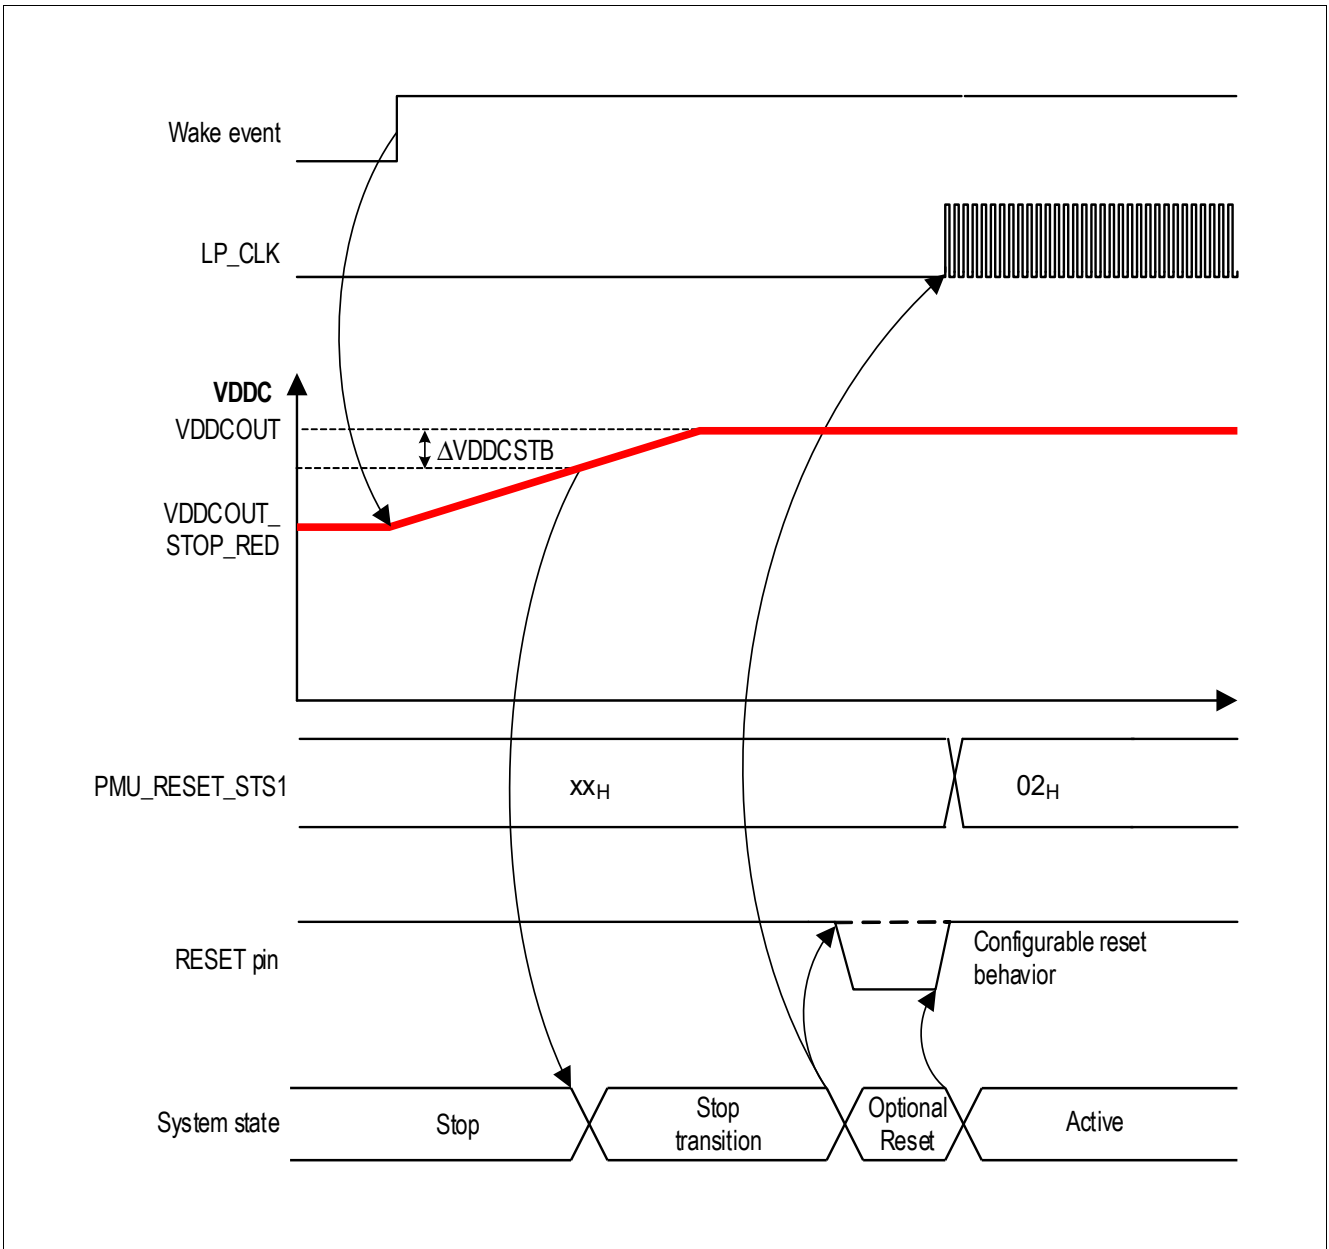 Wake event
LP_CLK
VDDC
VDDCOUT
ΔVDDCSTB
VDDCOUT_
STOP_RED
PMU_RESET_STS1
xxH
02H
RESET pin
Configurable reset
behavior
System state
Stop
Stop
transition
Optional
Reset
Active